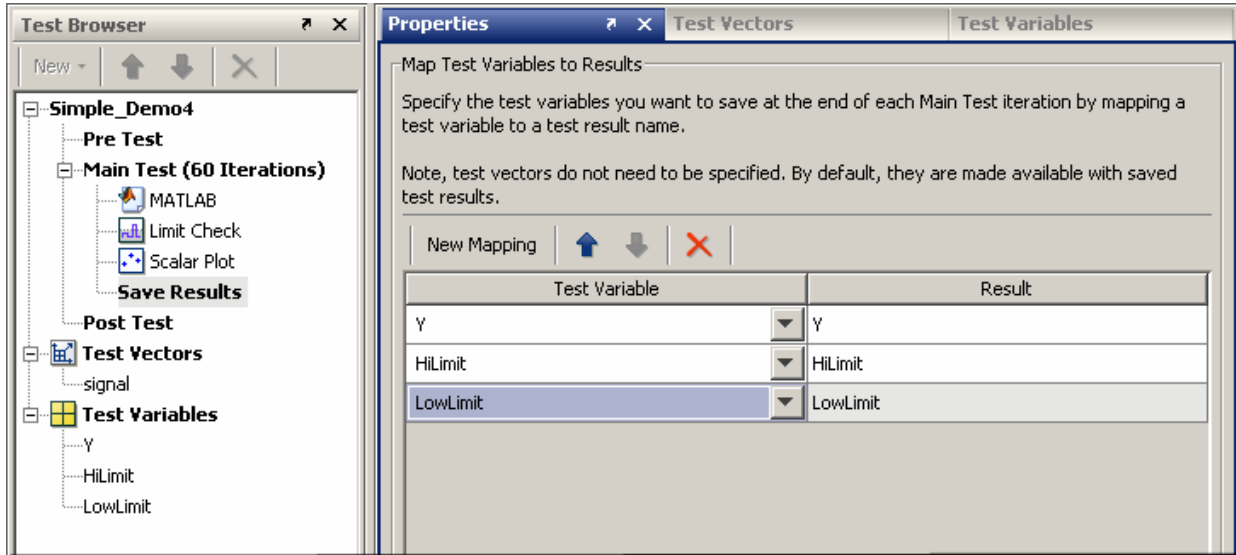 Test Browser
New
Simple_Demo4
Pre Test
Main Test (60 Iterations)
MATLAB
Limit Check
Scalar Plot
Save Results
Post Test
Test Vectors
signal
Test Variables
Y
HiLimit
LowLimit
Properties
Test Vectors
Test Variables
Map Test Variables to Results
Specify the test variables you want to save at the end of each Main Test iteration by mapping a
test variable to a test result name.
Note, test vectors do not need to be specified. By default, they are made available with saved
test results.
New Mapping
Test Variable Result
Y Y
HiLimit HiLimit
LowLimit LowLimit